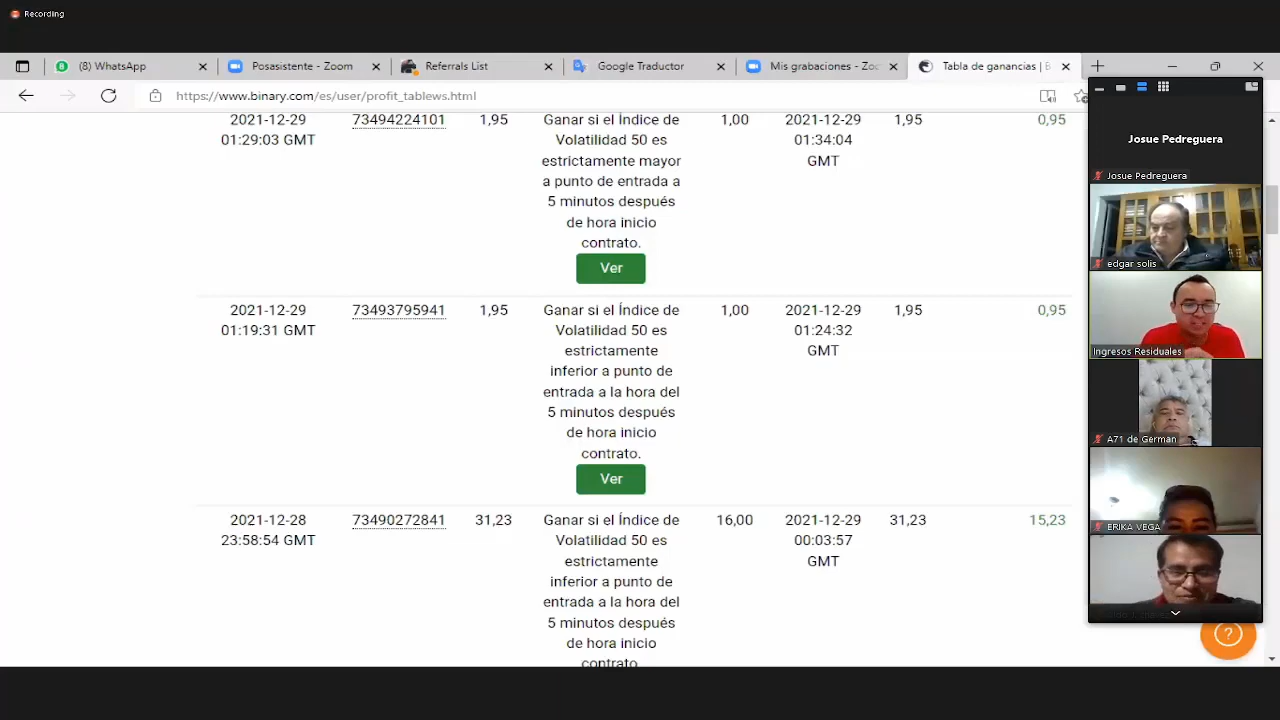 Recording
(8) WhatsApp
Posasistente - Zoom
Referrals List
Google Traductor
Mis grabaciones - Zoo
Tabla de ganancias | B
https://www.binary.com/es/user/profit_tablews.html
2021-12-29
01:29:03 GMT
73494224101
1,95
Ganar si el Índice de
Volatilidad 50 es
estrictamente mayor
a punto de entrada a
5 minutos después
de hora inicio
contrato.
Ver
1,00
2021-12-29
01:34:04
GMT
1,95
0,95
2021-12-29
01:19:31 GMT
73493795941
1,95
Ganar si el Índice de
Volatilidad 50 es
estrictamente
inferior a punto de
entrada a la hora del
5 minutos después
de hora inicio
contrato.
Ver
1,00
2021-12-29
01:24:32
GMT
1,95
0,95
2021-12-28
23:58:54 GMT
73490272841
31,23
Ganar si el Índice de
Volatilidad 50 es
estrictamente
inferior a punto de
entrada a la hora del
5 minutos después
de hora inicio
contrato.
16,00
2021-12-29
00:03:57
GMT
31,23
15,23
Josue Pedreguera
Josue Pedreguera
edgar solis
Ingresos Residuales
A71 de German
ERIKA VEGA
?